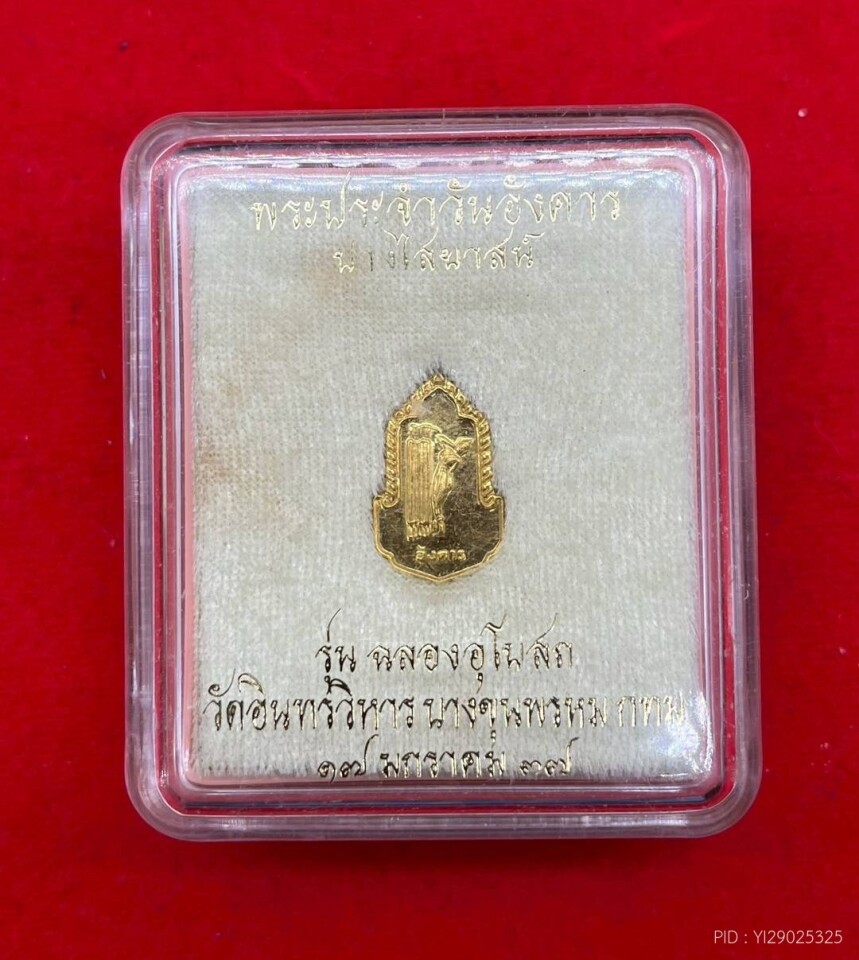 พระประจำวันอังคาร
ปางไสยาสน์
อังคาร
รุ่น ฉลองอุโบสถ
วัดอินทรวิหาร บางขุนพรหม กทม
๑๗ มกราคม ๓๗
PID : YI29025325